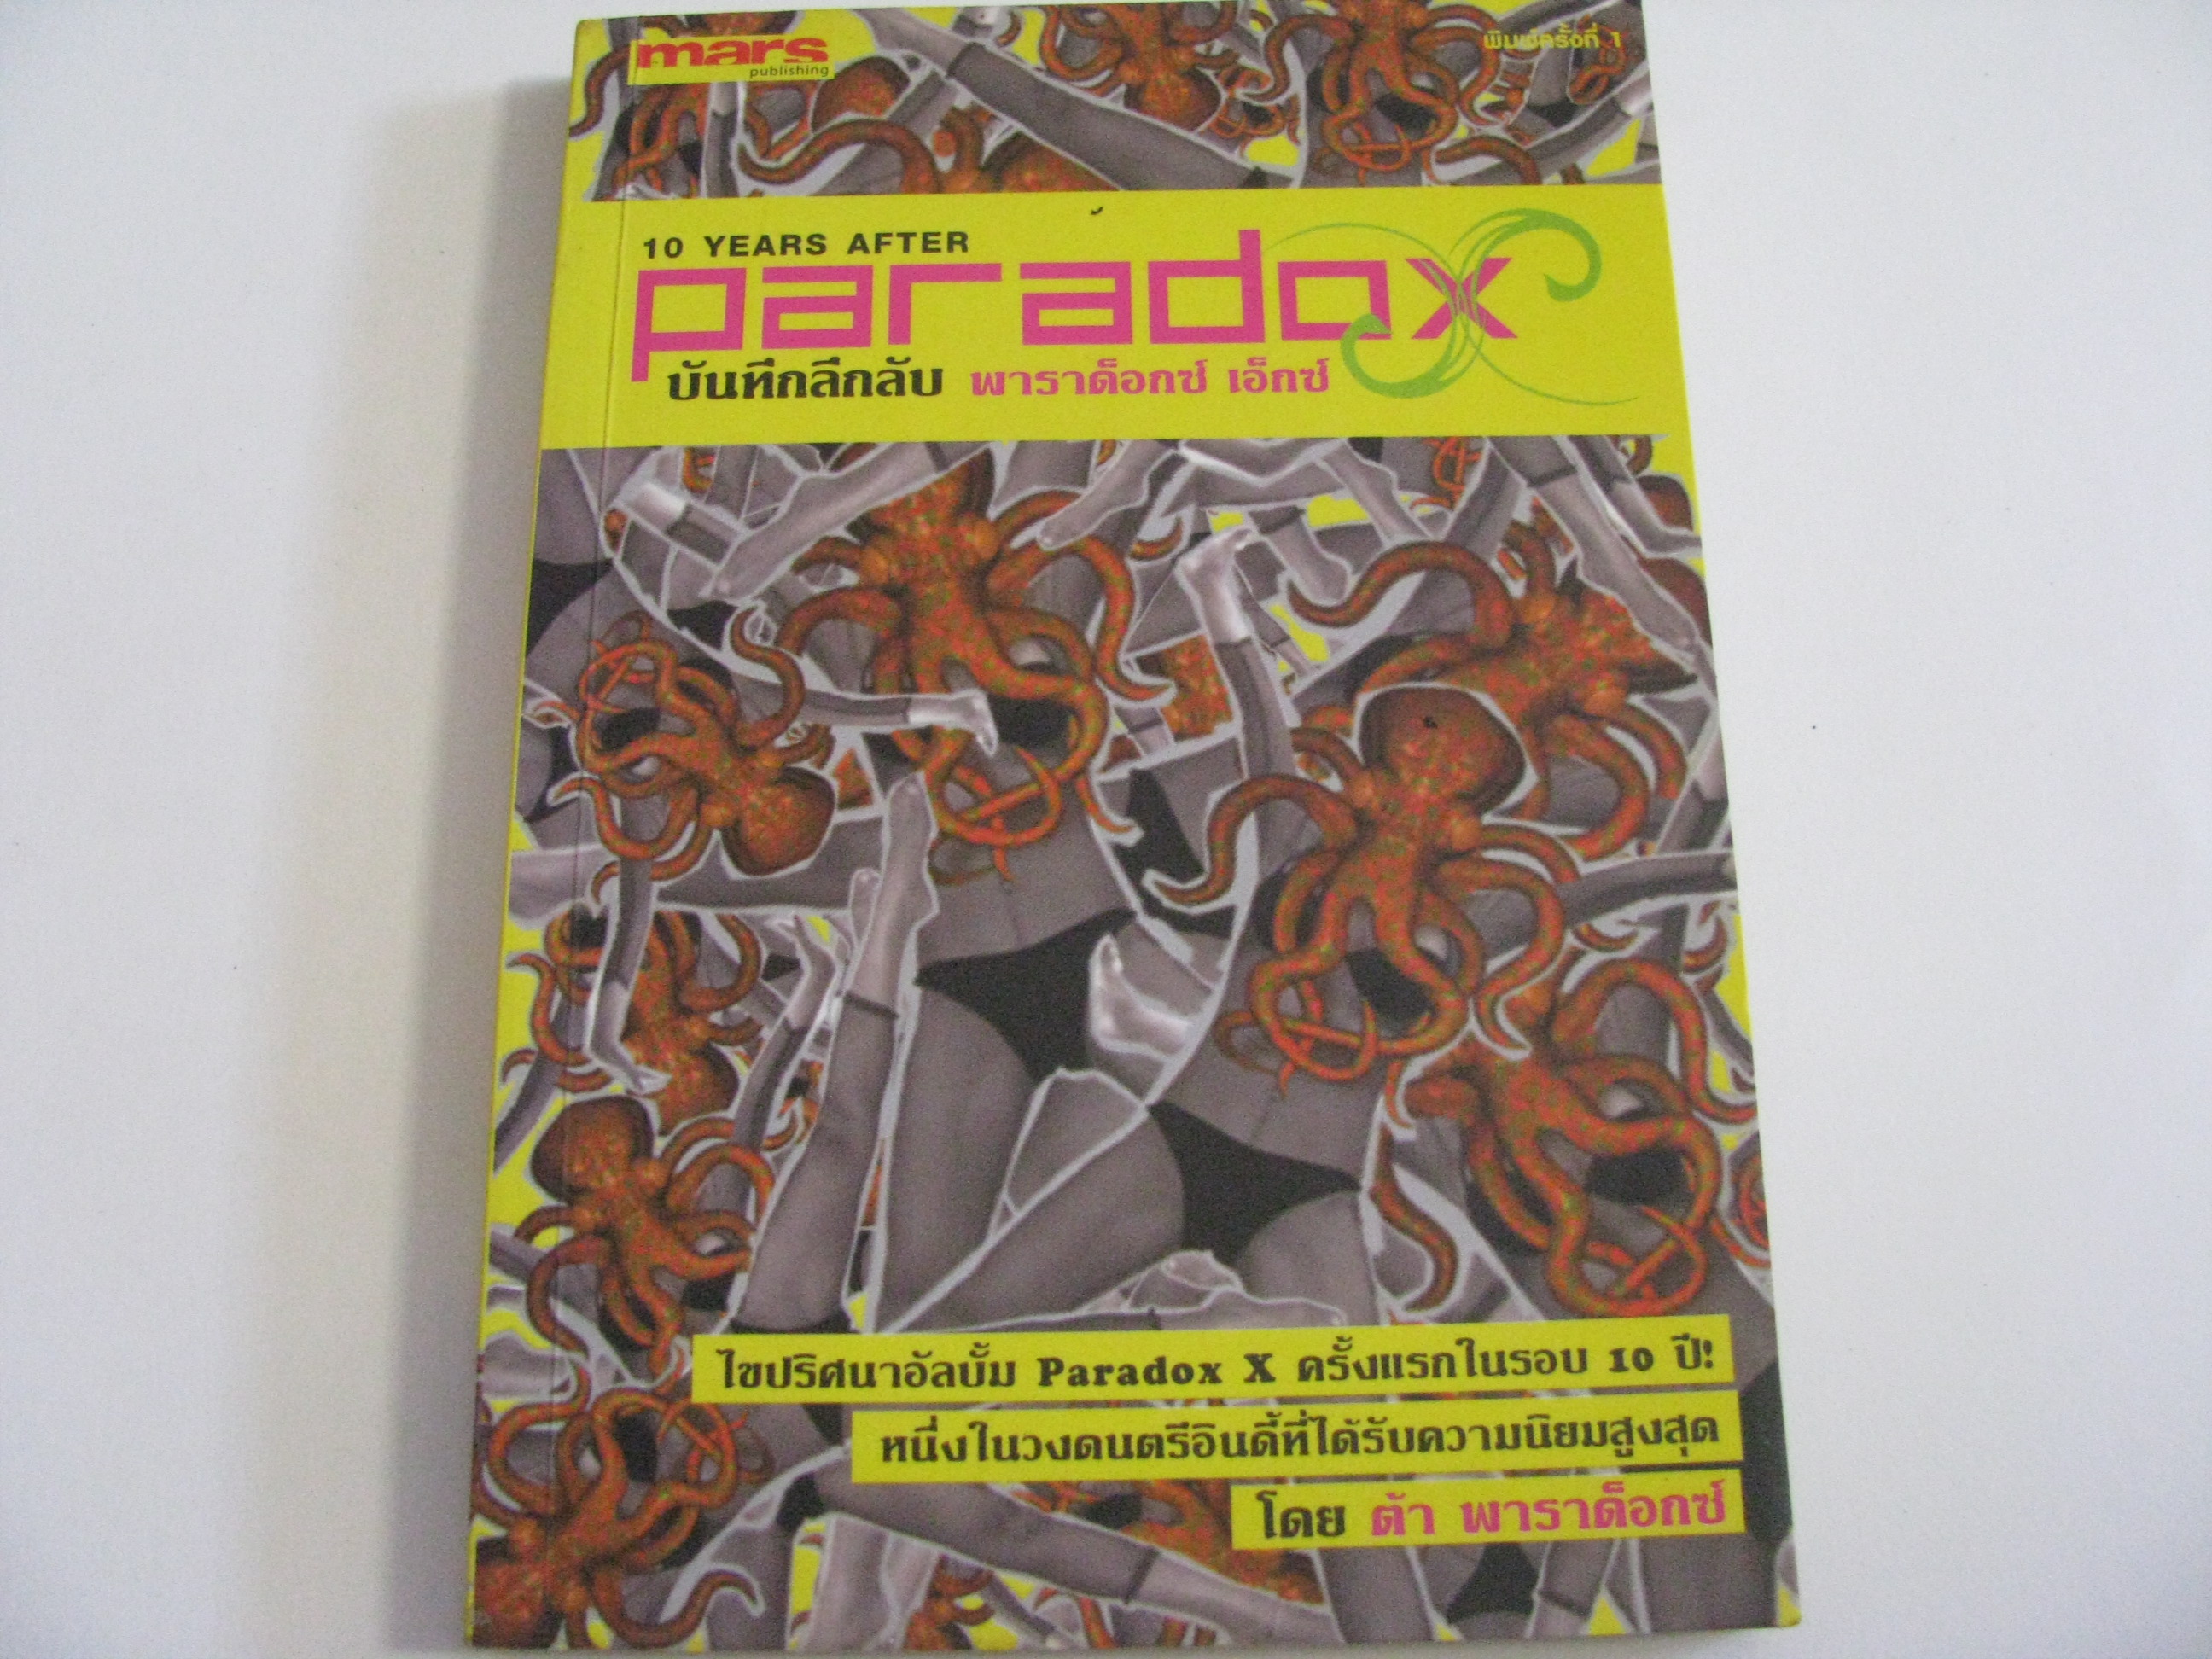 mars
publishing
พิมพ์ครั้งที่ 1
10 YEARS AFTER
paradox
บันทึกลึกลับ พาราด็อกซ์ เอ็กซ์
ไขปริศนาอัลบั้ม Paradox X ครั้งแรกในรอบ 10 ปี!
หนึ่งในวงดนตรีอินดี้ที่ได้รับความนิยมสูงสุด
โดย ต้า พาราด็อกซ์